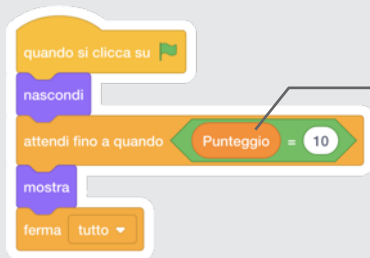 quando si clicca su
nascondi
attendi fino a quando Punteggio = 10
mostra
ferma tutto